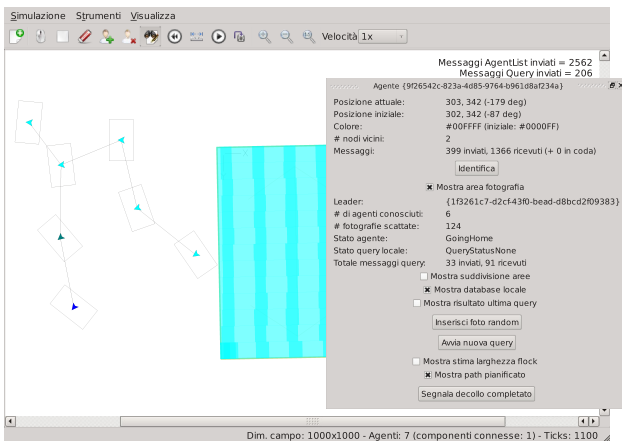 Simulazione Strumenti Visualizza
Velocità 1x
Messaggi AgentList inviati = 2562
Messaggi Query inviati = 206
Agente {9f26542c-823a-4d85-9764-b961d8af234a}
Posizione attuale: 303, 342 (-179 deg)
Posizione iniziale: 302, 342 (-87 deg)
Colore: #00FFFF (iniziale: #0000FF)
# nodi vicini: 2
Messaggi: 399 inviati, 1366 ricevuti (+ 0 in coda)
Identifica
Mostra area fotografia
Leader: {1f3261c7-d2cf-43f0-bead-d8bcd2f09383}
# di agenti conosciuti: 6
# fotografie scattate: 124
Stato agente: GoingHome
Stato query locale: QueryStatusNone
Totale messaggi query: 33 inviati, 91 ricevuti
Mostra suddivisione aree
Mostra database locale
Mostra risultato ultima query
Inserisci foto random
Avvia nuova query
Mostra stima larghezza flock
Mostra path pianificato
Segnala decollo completato
Dim. campo: 1000x1000 - Agenti: 7 (componenti connesse: 1) - Ticks: 1100